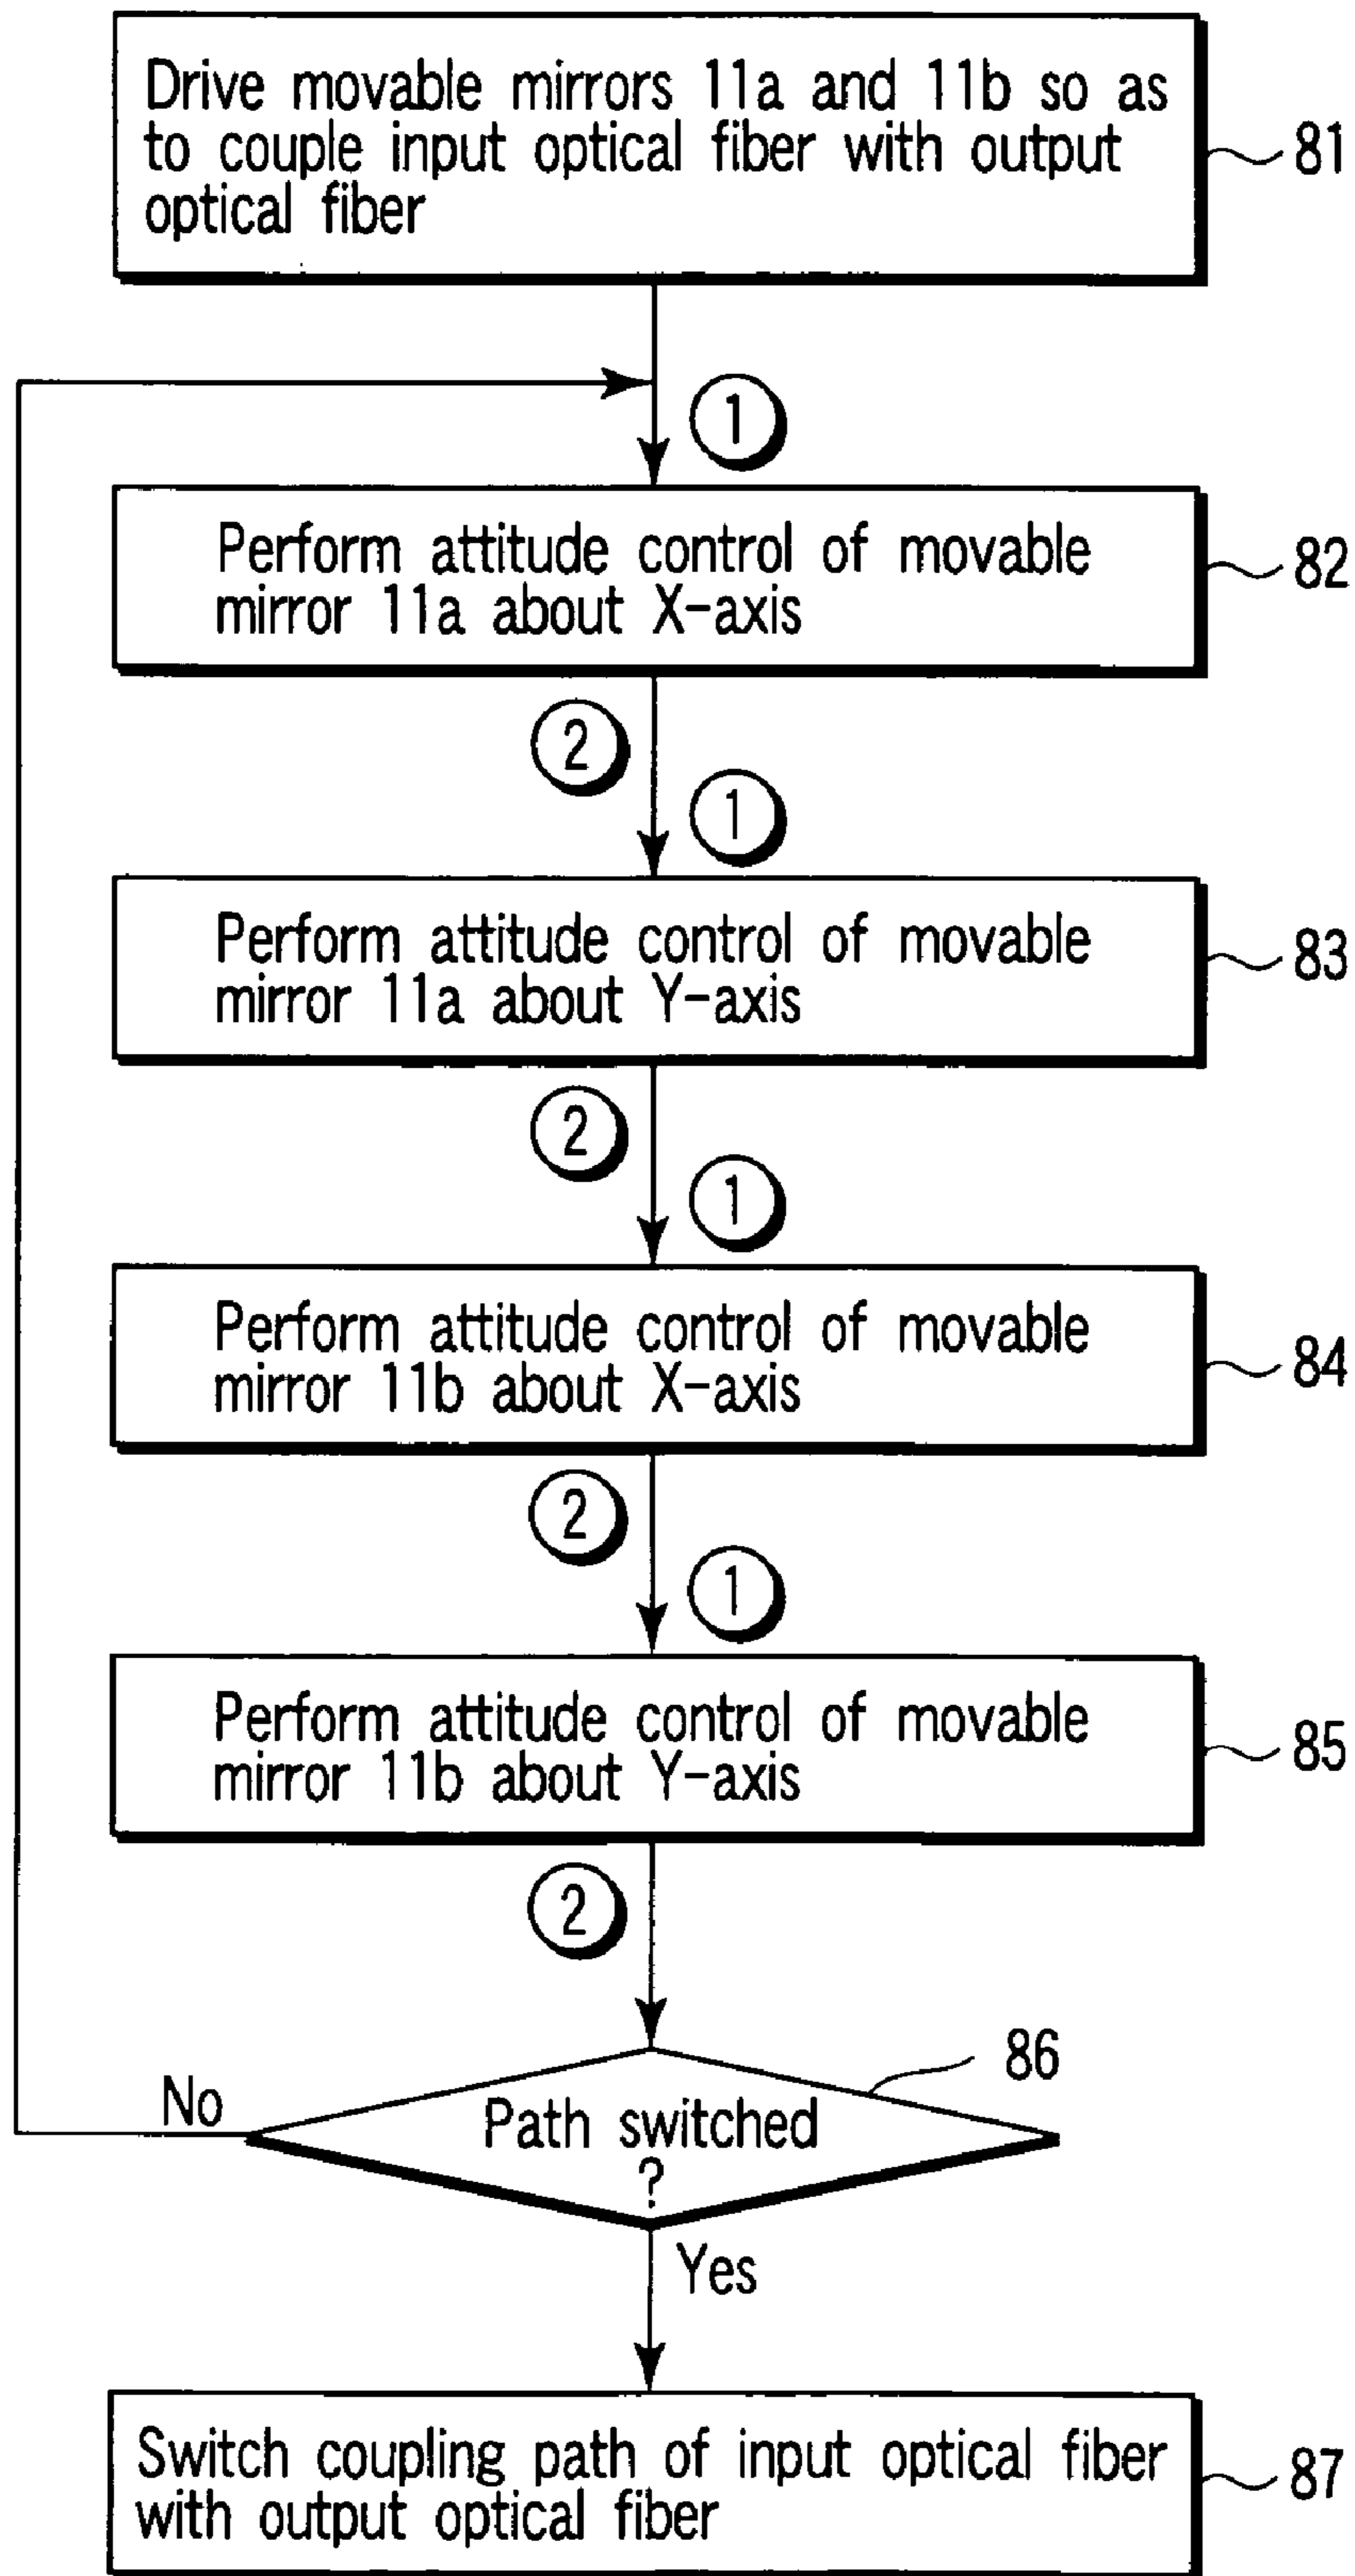 Drive movable mirrors 11a and 11b so as
to couple input optical fiber with output
optical fiber
81
1
Perform attitude control of movable
mirror 11a about X-axis
82
2
1
Perform attitude control of movable
mirror 11a about Y-axis
83
2
1
Perform attitude control of movable
mirror 11b about X-axis
84
2
1
Perform attitude control of movable
mirror 11b about Y-axis
85
2
86
No
Path switched
?
Yes
Switch coupling path of input optical fiber
with output optical fiber
87